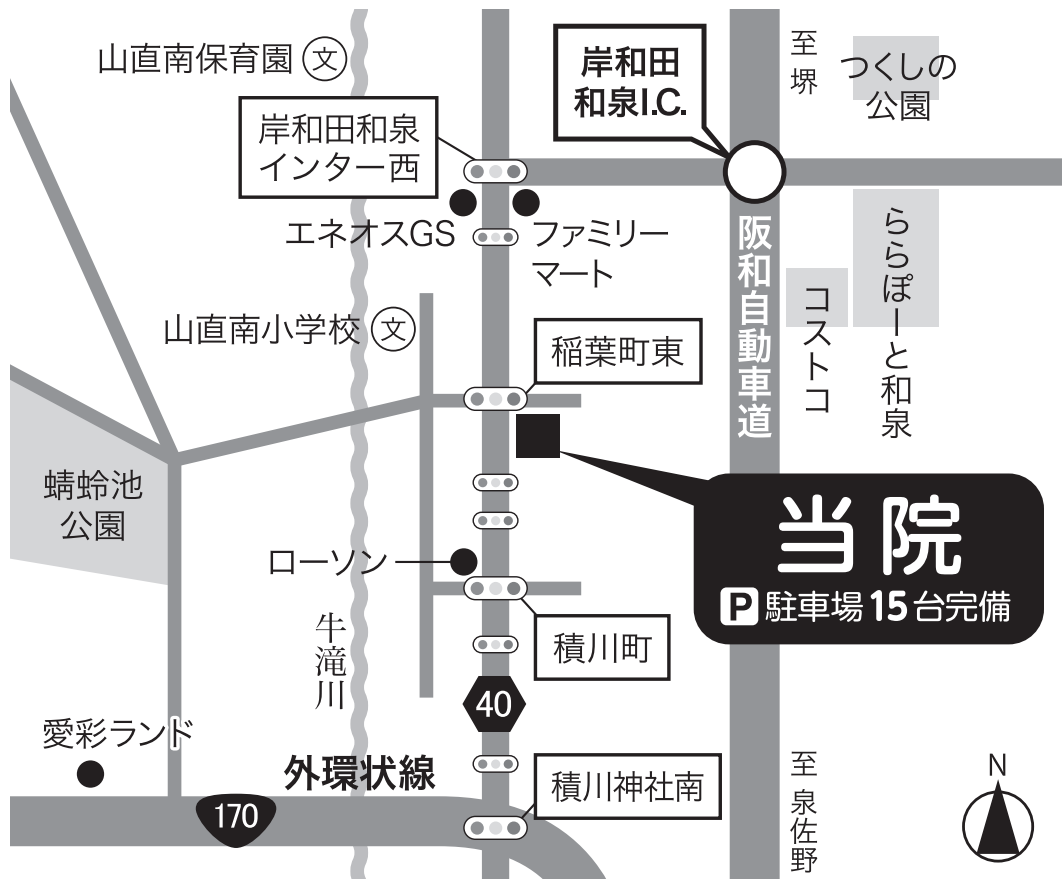 山直南保育園
文
岸和田
和泉I.C.
至
堺
つくしの
公園
岸和田和泉
インター西
エネオスGS
ファミリー
マート
阪和自動車道
ららぽーと和泉
コストコ
山直南小学校
文
稲葉町東
蜻蛉池
公園
当院
P 駐車場15台完備
ローソン
牛滝川
積川町
40
愛彩ランド
外環状線
積川神社南
170
至
泉佐野
N